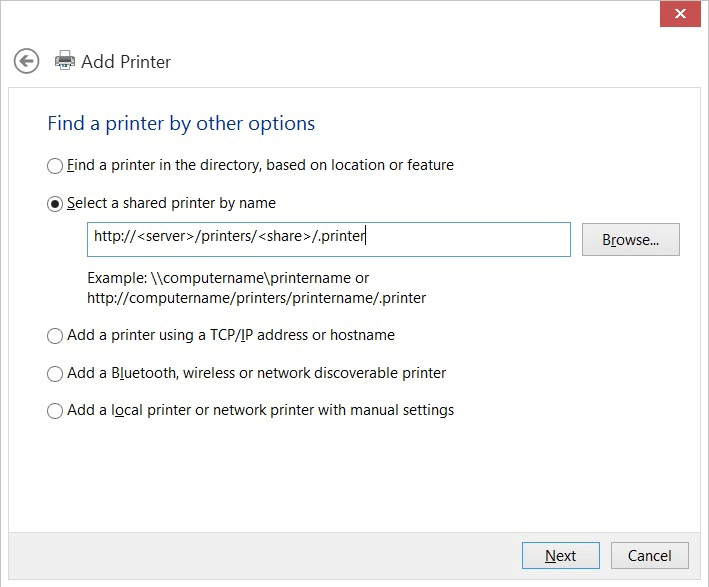 Add Printer
Find a printer by other options
Find a printer in the directory, based on location or feature
Select a shared printer by name
http://<server>/printers/<share>/.printer
Browse...
Example: \\computername\printername or
http://computername/printers/printername/.printer
Add a printer using a TCP/IP address or hostname
Add a Bluetooth, wireless or network discoverable printer
Add a local printer or network printer with manual settings
Next
Cancel